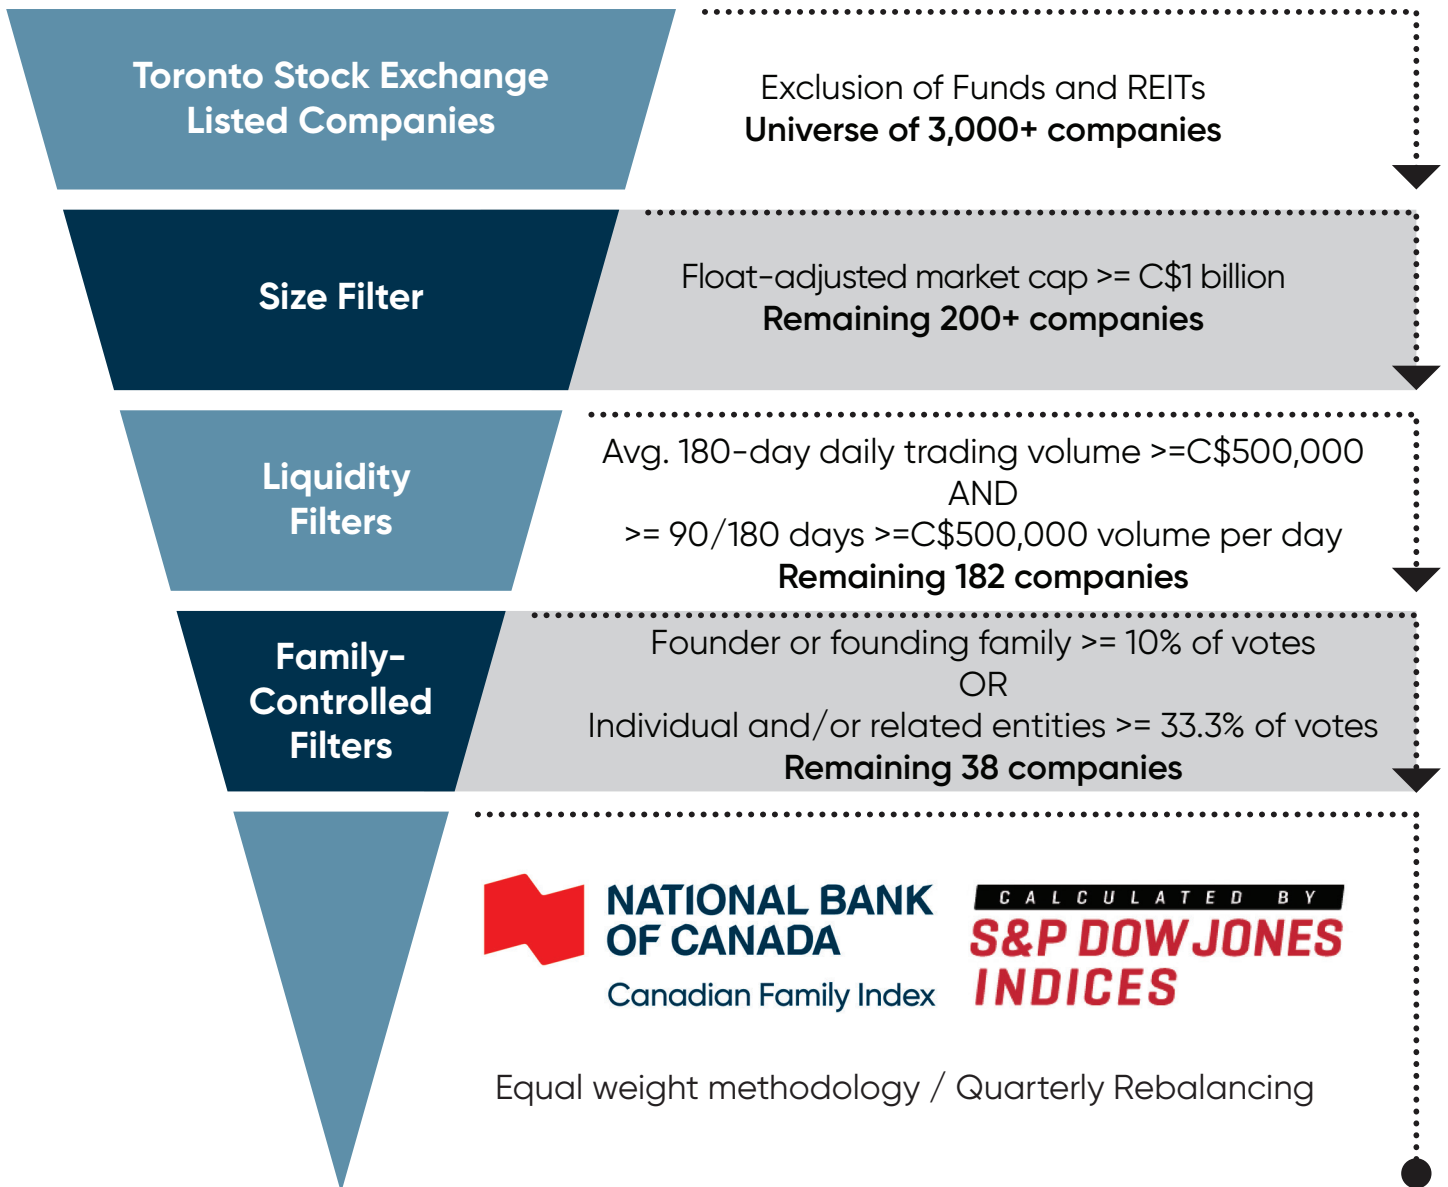 Toronto Stock Exchange
Listed Companies
Exclusion of Funds and REITs
Universe of 3,000+ companies
Size Filter
Float-adjusted market cap >= C$1 billion
Remaining 200+ companies
Liquidity
Filters
Avg. 180-day daily trading volume >=C$500,000
AND
>= 90/180 days >=C$500,000 volume per day
Remaining 182 companies
Family-
Controlled
Filters
Founder or founding family >= 10% of votes
OR
Individual and/or related entities >= 33.3% of votes
Remaining 38 companies
NATIONAL BANK
OF CANADA
Canadian Family Index
CALCULATED BY
S&P DOW JONES
INDICES
Equal weight methodology / Quarterly Rebalancing